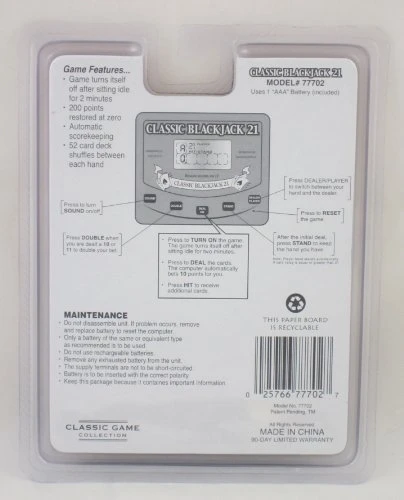 Game Features...
• Game turns itself
off after sitting idle
for 2 minutes
• 200 points
restored at zero
• Automatic
scorekeeping
• 52 card deck
shuffles between
each hand
CLASSIC BLACKJACK 21
MODEL# 77702
Uses 1 "AAA" Battery (included)
CLASSIC BLACKJACK 21
CLASSIC BLACKJACK 21
SOUND
DOUBLE
DEAL
HIT
STAND
Press to turn
SOUND on/off
Press DOUBLE when
you are dealt a 10 or
11 to double your bet
• Press to TURN ON the game.
The game turns itself off after
sitting idle for two minutes.
• Press to DEAL the cards.
The computer automatically
bets 10 points for you.
• Press HIT to receive
additional cards.
Press DEALER/PLAYER
to switch between your
hand and the dealer.
Press to RESET
the game.
After the initial deal,
press STAND to keep
the hand you have
MAINTENANCE
• Do not disassemble unit. If problem occurs, remove
and replace battery to reset the computer.
• Only a battery of the same or equivalent type
as recommended is to be used.
• Do not use rechargeable batteries.
• Remove any exhausted battery from the unit.
• The supply terminals are not to be short-circuited.
• Battery is to be inserted with the correct polarity.
• Keep this package because it containes important information
THIS PAPER BOARD
IS RECYCLABLE
0 25766 77702 7
Model No. 77702
Patent Pending, TM
CLASSIC GAME
COLLECTION
All Rights Reserved
MADE IN CHINA
90-DAY LIMITED WARRANTY